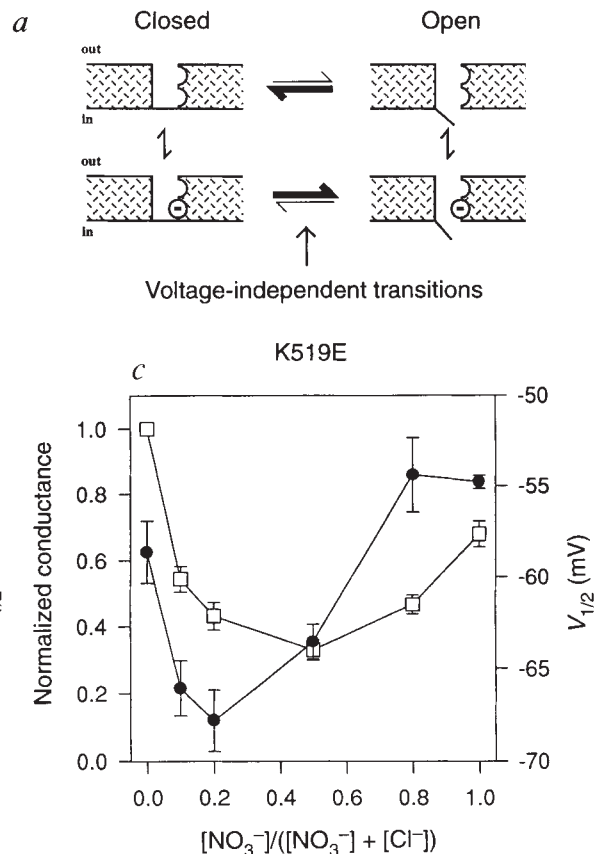 a
Closed
Open
out
in
out
in
−
−
Voltage-independent transitions
K519E
c
Normalized conductance
1.0
0.8
0.6
0.4
0.2
0.0
-50
-55
-60
-65
-70
V1/2 (mV)
0.0 0.2 0.4 0.6 0.8 1.0
[NO3−]/([NO3−] + [Cl−])